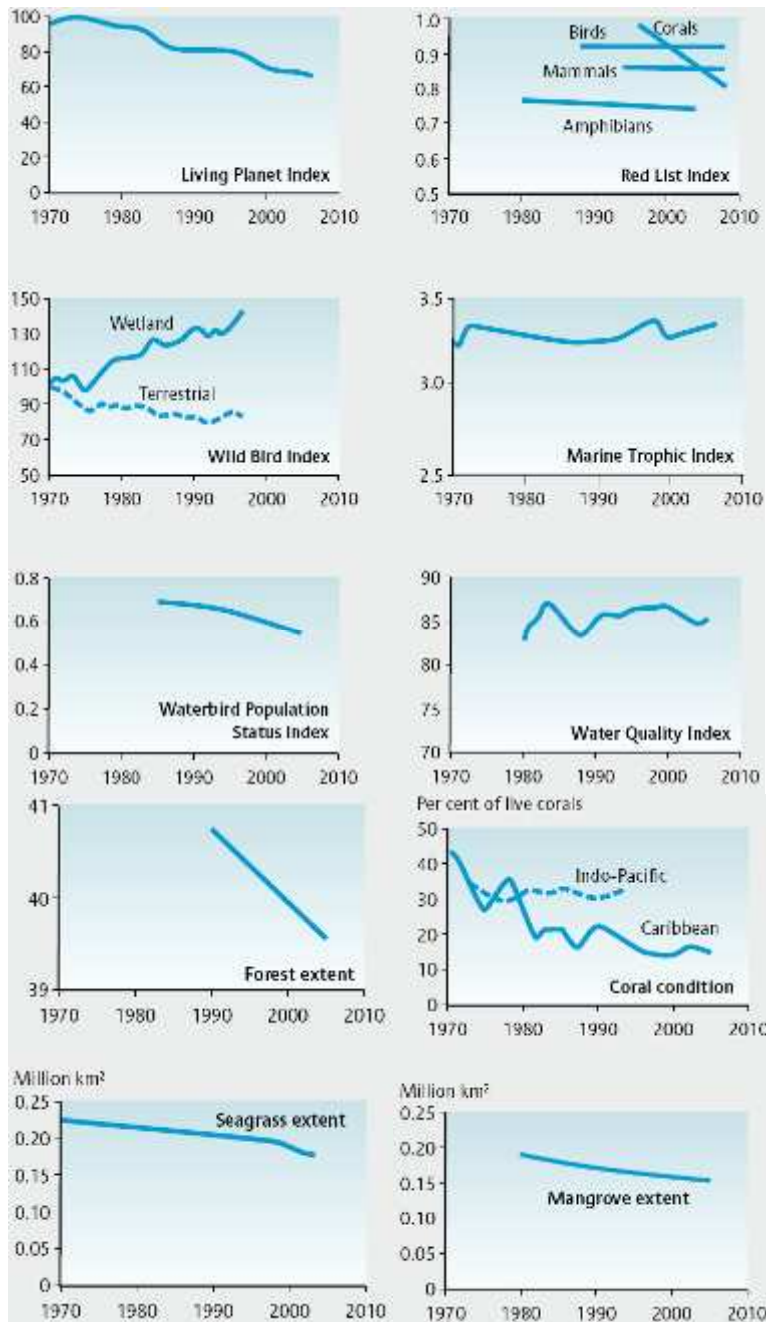 100
80
60
40
20
0
Living Planet Index
1970 1980 1990 2000 2010
1.0
0.9
0.8
0.7
0.6
0.5
Birds Corals
Mammals
Amphibians
Red List Index
1970 1980 1990 2000 2010
150
130
110
90
70
50
Wetland
Terrestrial
Wild Bird Index
1970 1980 1990 2000 2010
3.5
3.0
2.5
Marine Trophic Index
1970 1980 1990 2000 2010
0.8
0.6
0.4
0.2
0
Waterbird Population
Status Index
1970 1980 1990 2000 2010
90
85
80
75
70
Water Quality Index
1970 1980 1990 2000 2010
41
40
39
Forest extent
1970 1980 1990 2000 2010
Per cent of live corals
50
40
30
20
10
0
Indo-Pacific
Caribbean
Coral condition
1970 1980 1990 2000 2010
Million km²
0.25
0.20
0.15
0.10
0.05
0
Seagrass extent
1970 1980 1990 2000 2010
Million km²
0.25
0.20
0.15
0.10
0.05
0
Mangrove extent
1970 1980 1990 2000 2010